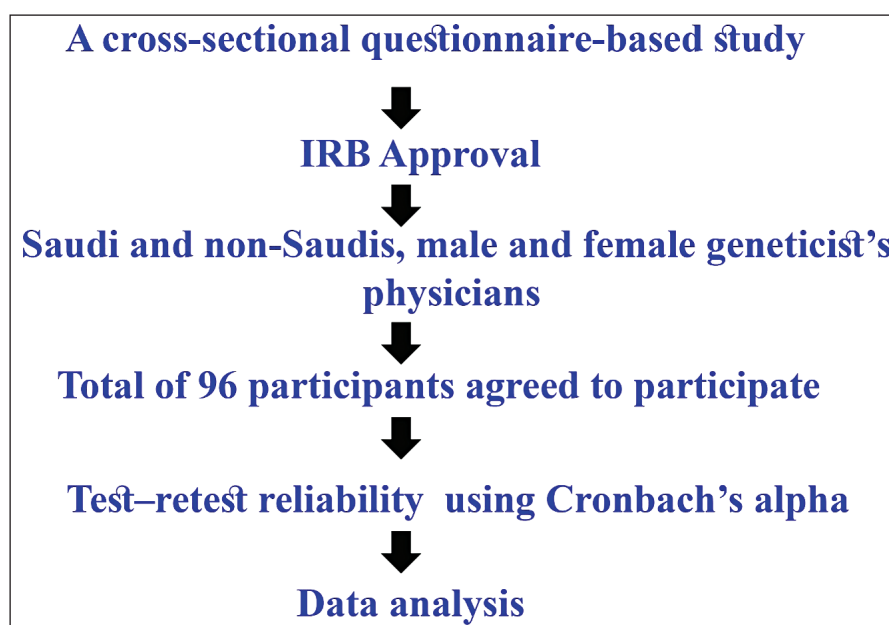 A cross-sectional questionnaire-based study
IRB Approval
Saudi and non-Saudis, male and female geneticist's
physicians
Total of 96 participants agreed to participate
Test–retest reliability using Cronbach's alpha
Data analysis